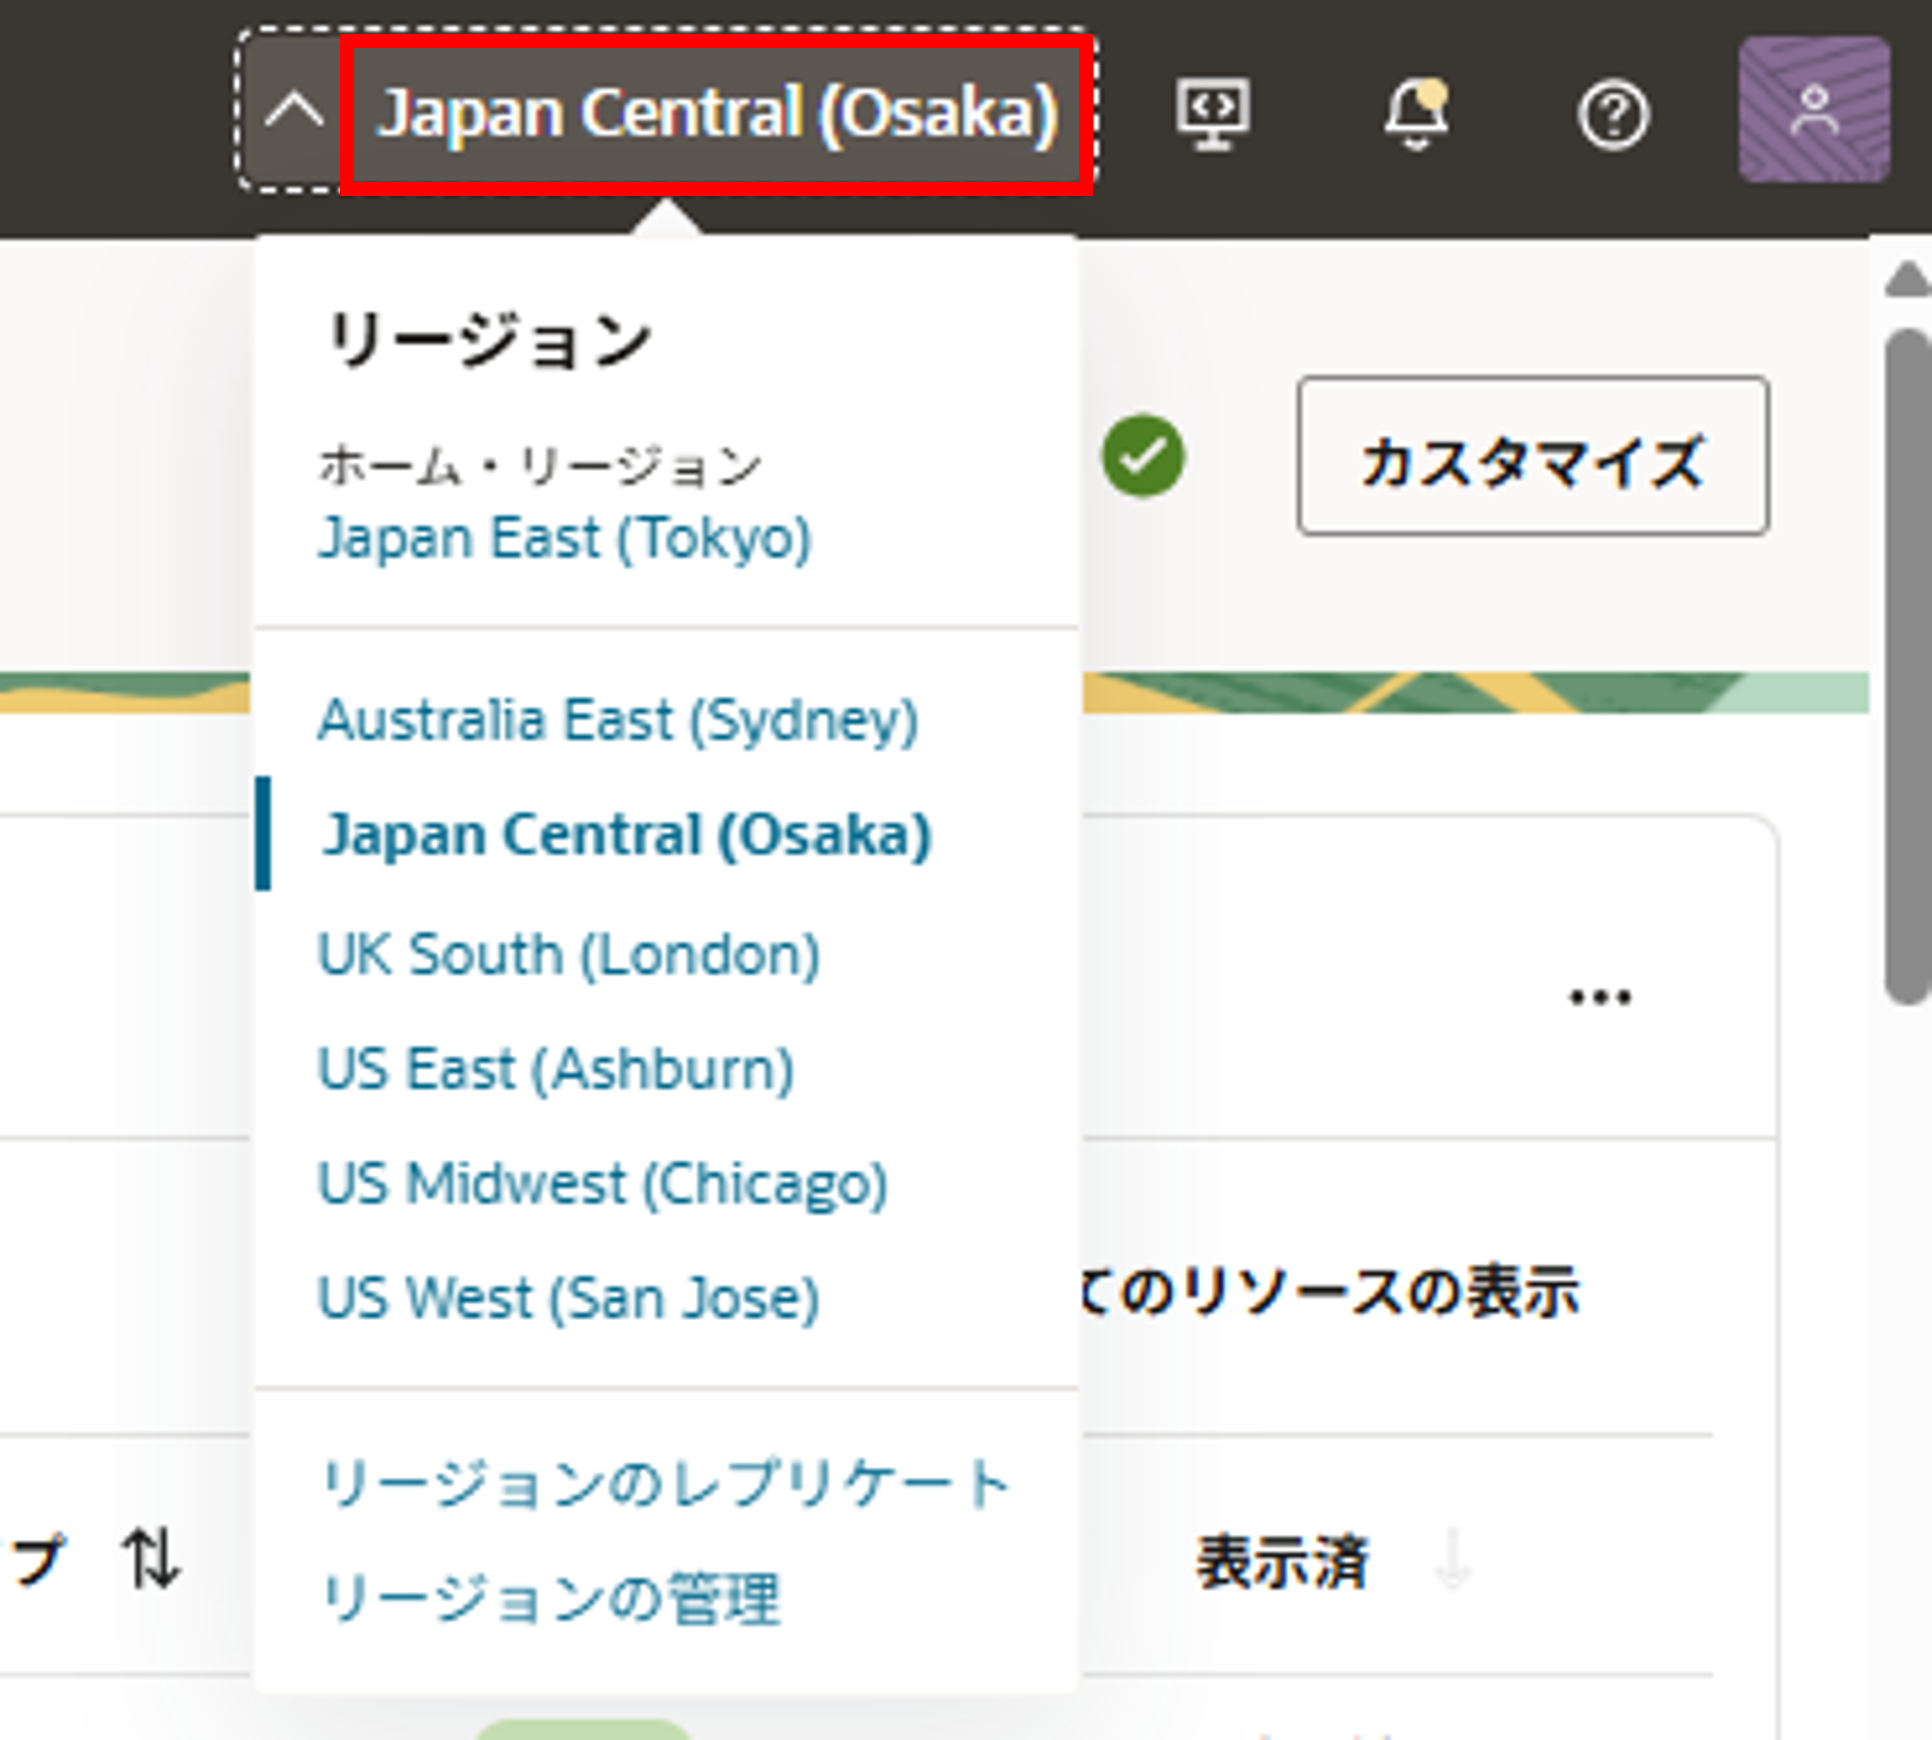 Japan Central (Osaka)
リージョン
ホーム・リージョン
Japan East (Tokyo)
カスタマイズ
Australia East (Sydney)
Japan Central (Osaka)
UK South (London)
US East (Ashburn)
US Midwest (Chicago)
US West (San Jose)
てのリソースの表示
リージョンのレプリケート
プ
表示済
リージョンの管理